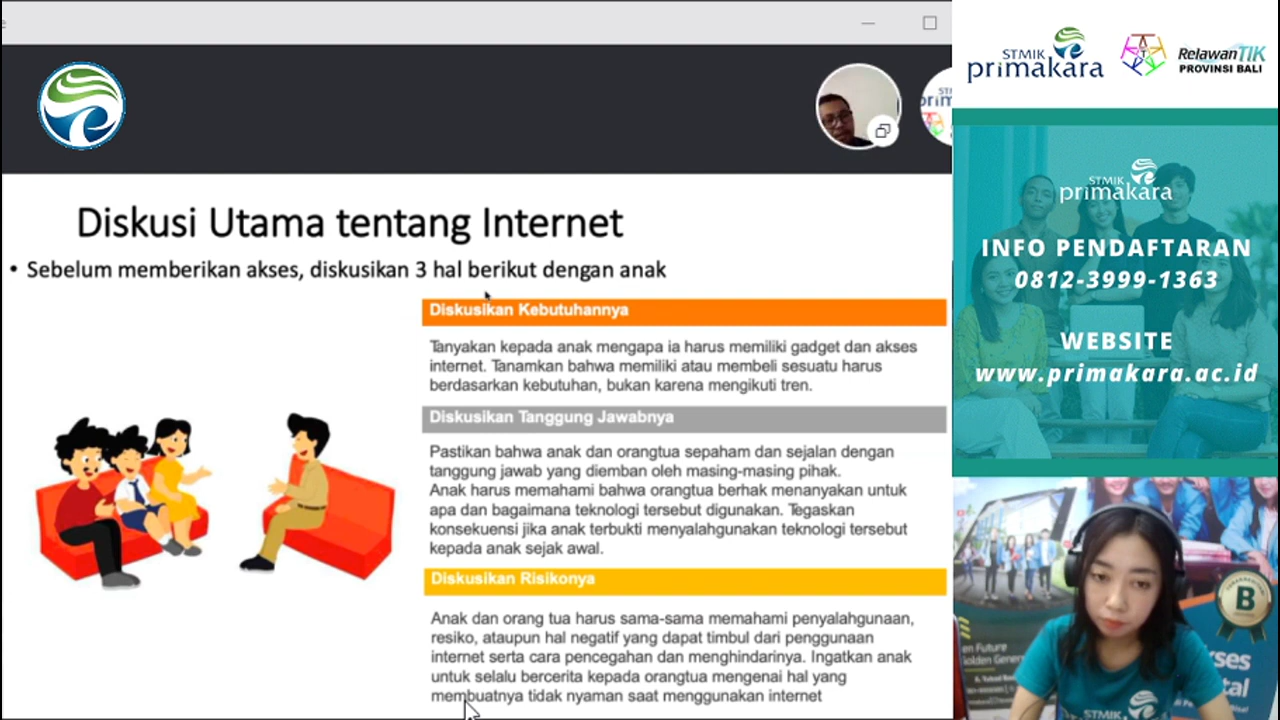 STMIK
primakara
RelawanTIK
PROVINSI BALI
Diskusi Utama tentang Internet
• Sebelum memberikan akses, diskusikan 3 hal berikut dengan anak
Diskusikan Kebutuhannya
Tanyakan kepada anak mengapa ia harus memiliki gadget dan akses
internet. Tanamkan bahwa memiliki atau membeli sesuatu harus
berdasarkan kebutuhan, bukan karena mengikuti tren.
Diskusikan Tanggung Jawabnya
Pastikan bahwa anak dan orangtua sepaham dan sejalan dengan
tanggung jawab yang diemban oleh masing-masing pihak.
Anak harus memahami bahwa orangtua berhak menanyakan untuk
apa dan bagaimana teknologi tersebut digunakan. Tegaskan
konsekuensi jika anak terbukti menyalahgunakan teknologi tersebut
kepada anak sejak awal.
Diskusikan Risikonya
Anak dan orang tua harus sama-sama memahami penyalahgunaan,
resiko, ataupun hal negatif yang dapat timbul dari penggunaan
internet serta cara pencegahan dan menghindarinya. Ingatkan anak
untuk selalu bercerita kepada orangtua mengenai hal yang
membuatnya tidak nyaman saat menggunakan internet
STMIK
primakara
INFO PENDAFTARAN
0812-3999-1363
WEBSITE
www.primakara.ac.id
B
en Future
olden Gener
kses
tal
STMIK